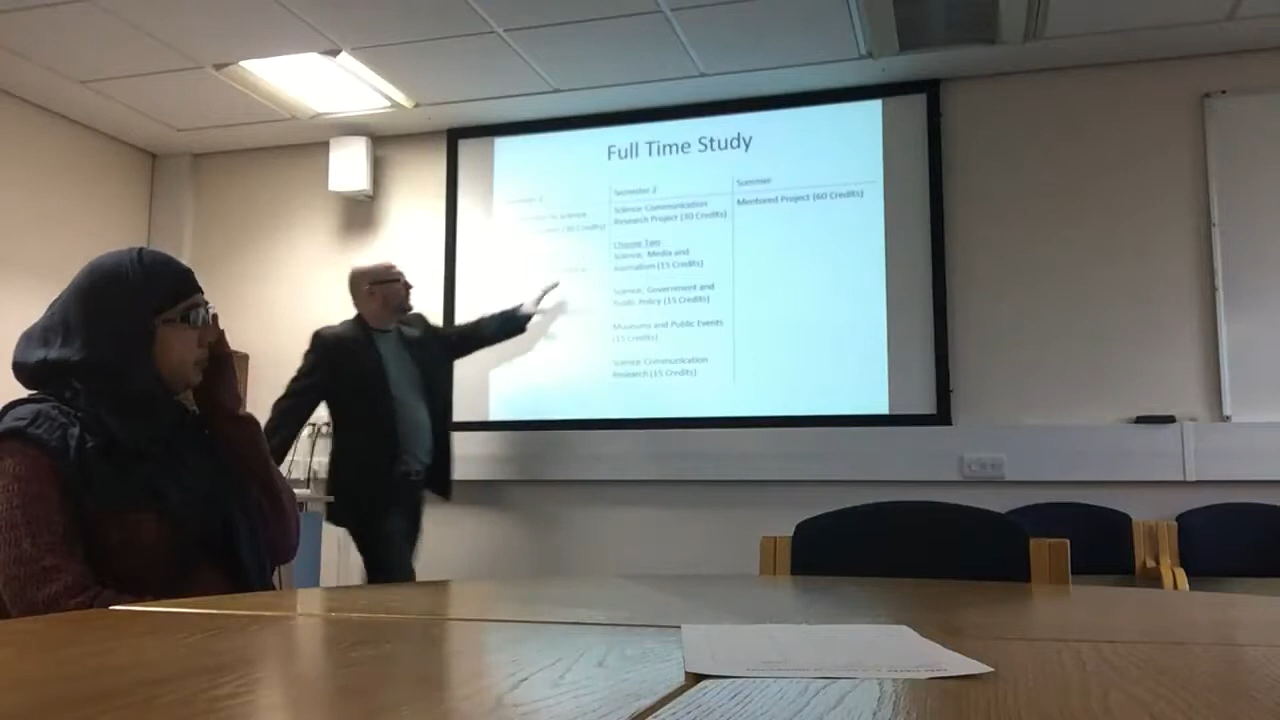 Full Time Study
Semester 2
Summer
Science Communication
Research Project (30 Credits)
Mentored Project (60 Credits)
Choose Two
Science, Media and
Journalism (15 Credits)
Science, Government and
Public Policy (15 Credits)
Museums and Public Events
(15 credits)
Science Communication
Research (15 Credits)